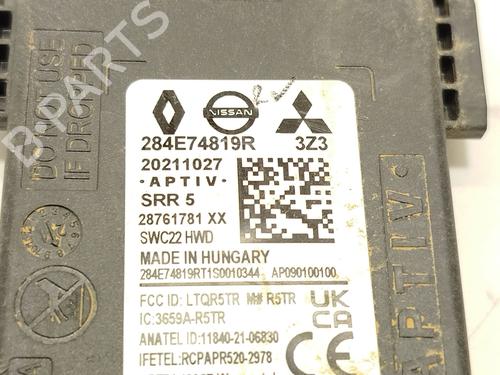 DO NOT USE
IF DROPPED
NISSAN
284E74819R 3Z3
20211027
·APTIV·
SRR 5
28761781 XX
SWC22 HWD
MADE IN HUNGARY
284E74819RT1S0010344 AP090100100
FCC ID: LTQR5TR M# R5TR
IC:3659A-R5TR
ANATEL ID:11840-21-06830
IFETEL:RCPAPR520-2978
UK
CA
CE
·APTIV·
B-PARTS